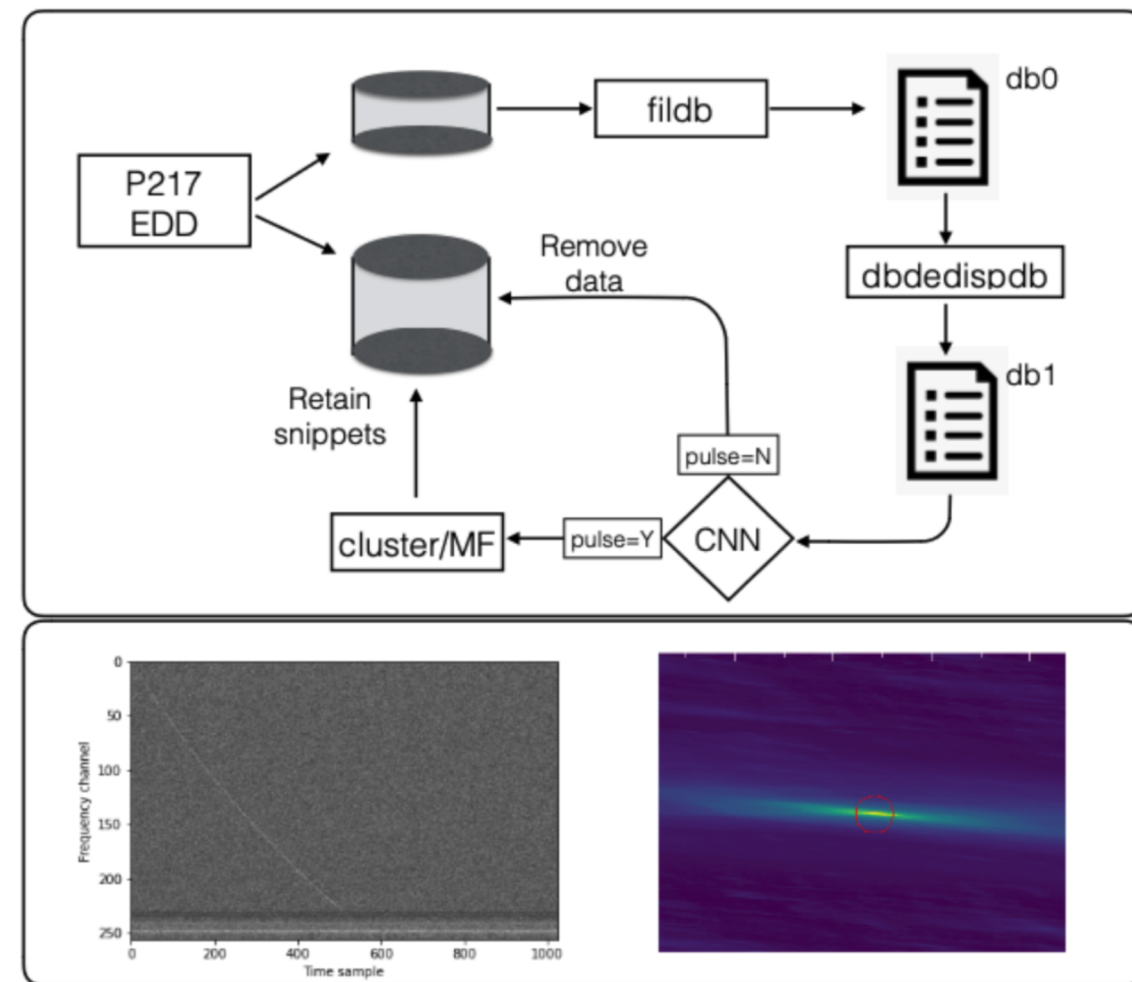 P217
EDD
fildb
db0
dbdedispdb
db1
Remove
data
Retain
snippets
pulse=N
CNN
pulse=Y
cluster/MF
0
50
100
150
200
250
Frequency channel
0
200
400
600
800
1000
Time sample